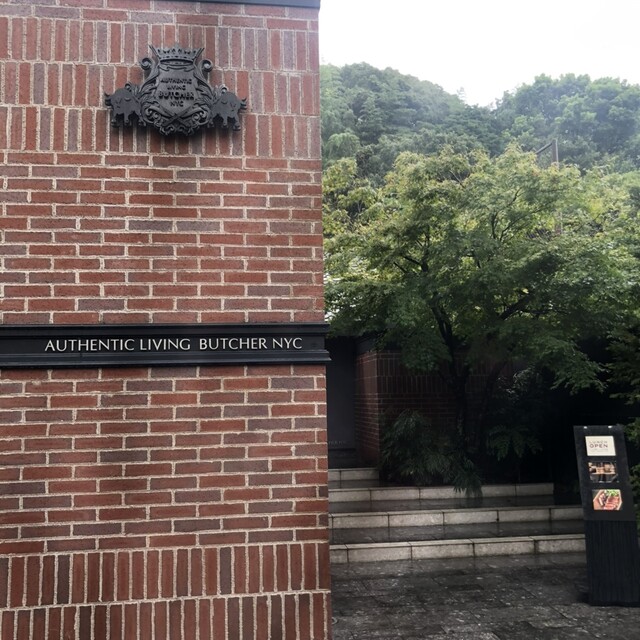 AUTHENTIC
LIVING
BUTCHER
NYC
AUTHENTIC LIVING BUTCHER NYC
LUNCH
OPEN